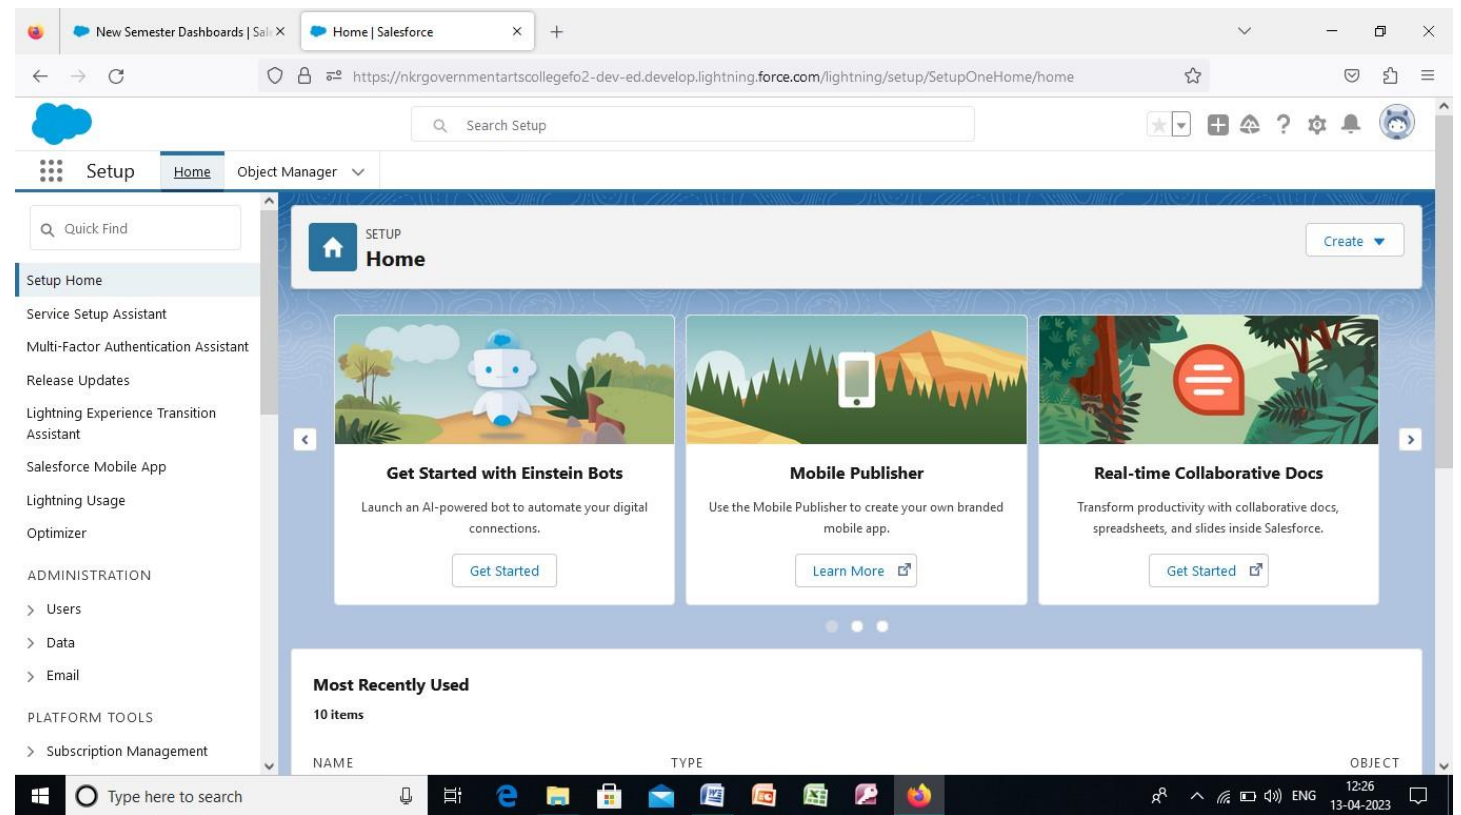 New Semester Dashboards | Sale
Home | Salesforce
https://nkrgovernmentartscollegefo2-dev-ed.develop.lightning.force.com/lightning/setup/SetupOneHome/home
Search Setup
Setup
Home
Object Manager
Quick Find
Setup Home
Service Setup Assistant
Multi-Factor Authentication Assistant
Release Updates
Lightning Experience Transition
Assistant
Salesforce Mobile App
Lightning Usage
Optimizer
ADMINISTRATION
Users
Data
Email
PLATFORM TOOLS
Subscription Management
SETUP
Home
Create
Get Started with Einstein Bots
Launch an AI-powered bot to automate your digital
connections.
Get Started
Mobile Publisher
Use the Mobile Publisher to create your own branded
mobile app.
Learn More
Real-time Collaborative Docs
Transform productivity with collaborative docs,
spreadsheets, and slides inside Salesforce.
Get Started
Most Recently Used
10 items
NAME TYPE OBJECT
Type here to search
ENG
12:26
13-04-2023